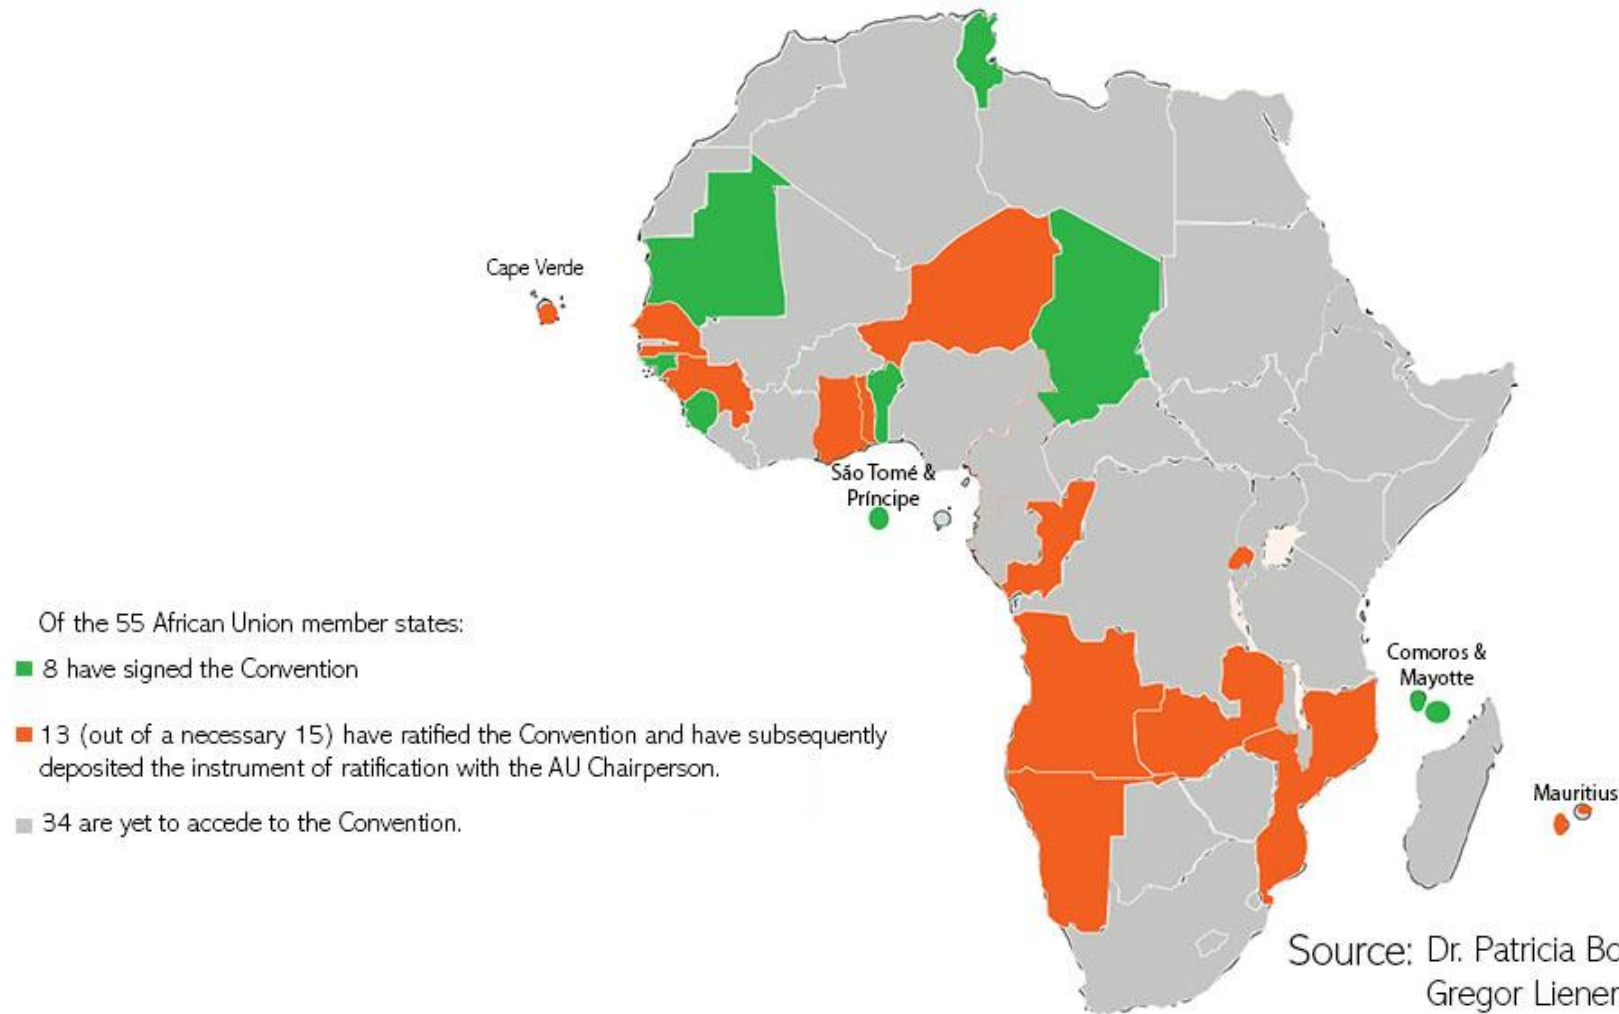 Cape Verde
São Tomé &
Príncipe
Of the 55 African Union member states:
8 have signed the Convention
13 (out of a necessary 15) have ratified the Convention and have subsequently
deposited the instrument of ratification with the AU Chairperson.
34 are yet to accede to the Convention.
Comoros &
Mayotte
Mauritius
Source: Dr. Patricia Bo
Gregor Liener